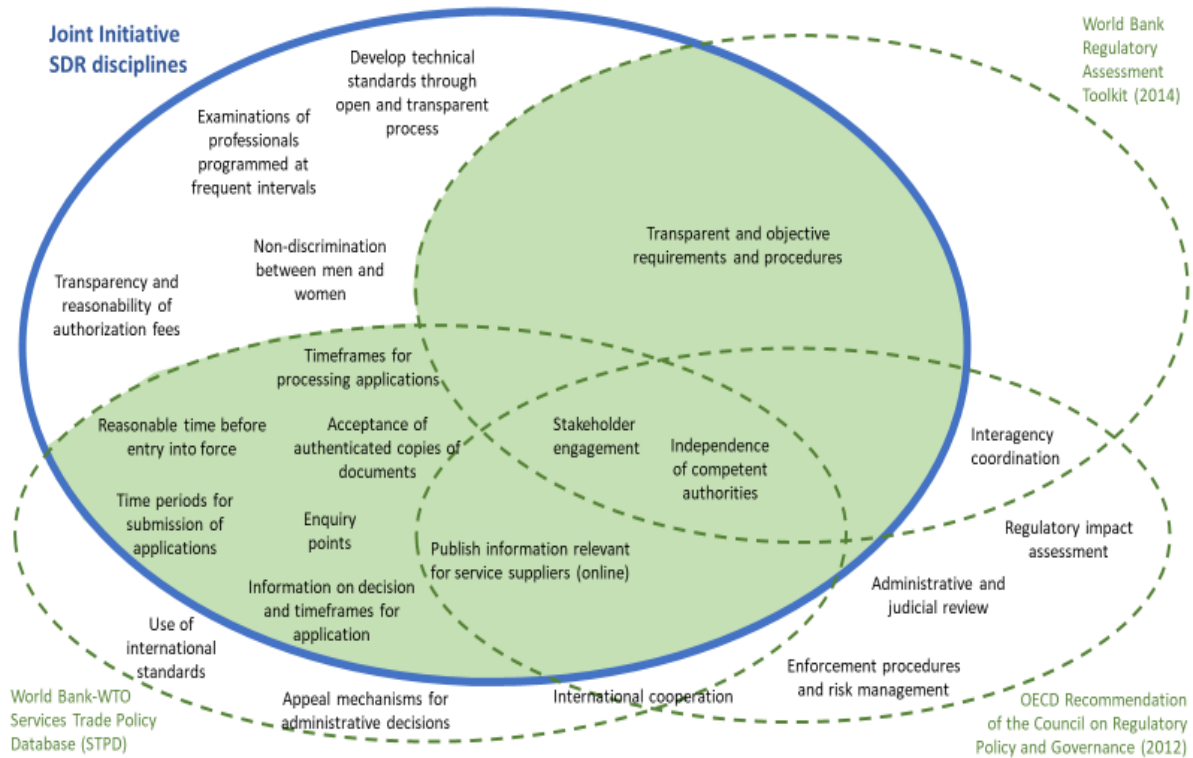 Joint Initiative
SDR disciplines
World Bank
Regulatory
Assessment
Toolkit (2014)
Develop technical
standards through
open and transparent
process
Examinations of
professionals
programmed at
frequent intervals
Transparent and objective
requirements and procedures
Non-discrimination
between men and
women
Transparency and
reasonability of
authorization fees
Timeframes for
processing applications
Reasonable time before
entry into force
Acceptance of
authenticated copies of
documents
Stakeholder
engagement
Independence
of competent
authorities
Interagency
coordination
Time periods for
submission of
applications
Enquiry
points
Publish information relevant
for service suppliers (online)
Regulatory impact
assessment
Information on decision
and timeframes for
application
Administrative and
judicial review
Use of
international
standards
Enforcement procedures
and risk management
Appeal mechanisms for
administrative decisions
International cooperation
World Bank-WTO
Services Trade Policy
Database (STPD)
OECD Recommendation
of the Council on Regulatory
Policy and Governance (2012)